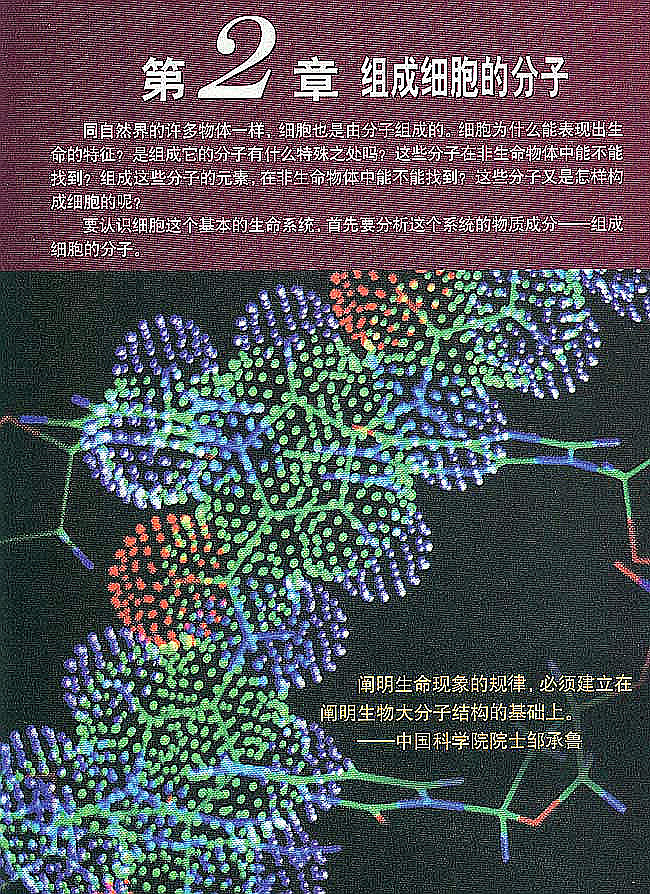 第2章 组成细胞的分子
同自然界的许多物体一样，细胞也是由分子组成的。细胞为什么能表现出生
命的特征？是组成它的分子有什么特殊之处吗？这些分子在非生命物体中能不能
找到？组成这些分子的元素，在非生命物体中能不能找到？这些分子又是怎样构
成细胞的呢？
要认识细胞这个基本的生命系统，首先要分析这个系统的物质成分——组成
细胞的分子。
阐明生命现象的规律，必须建立在
阐明生物大分子结构的基础上。
——中国科学院院士邹承鲁